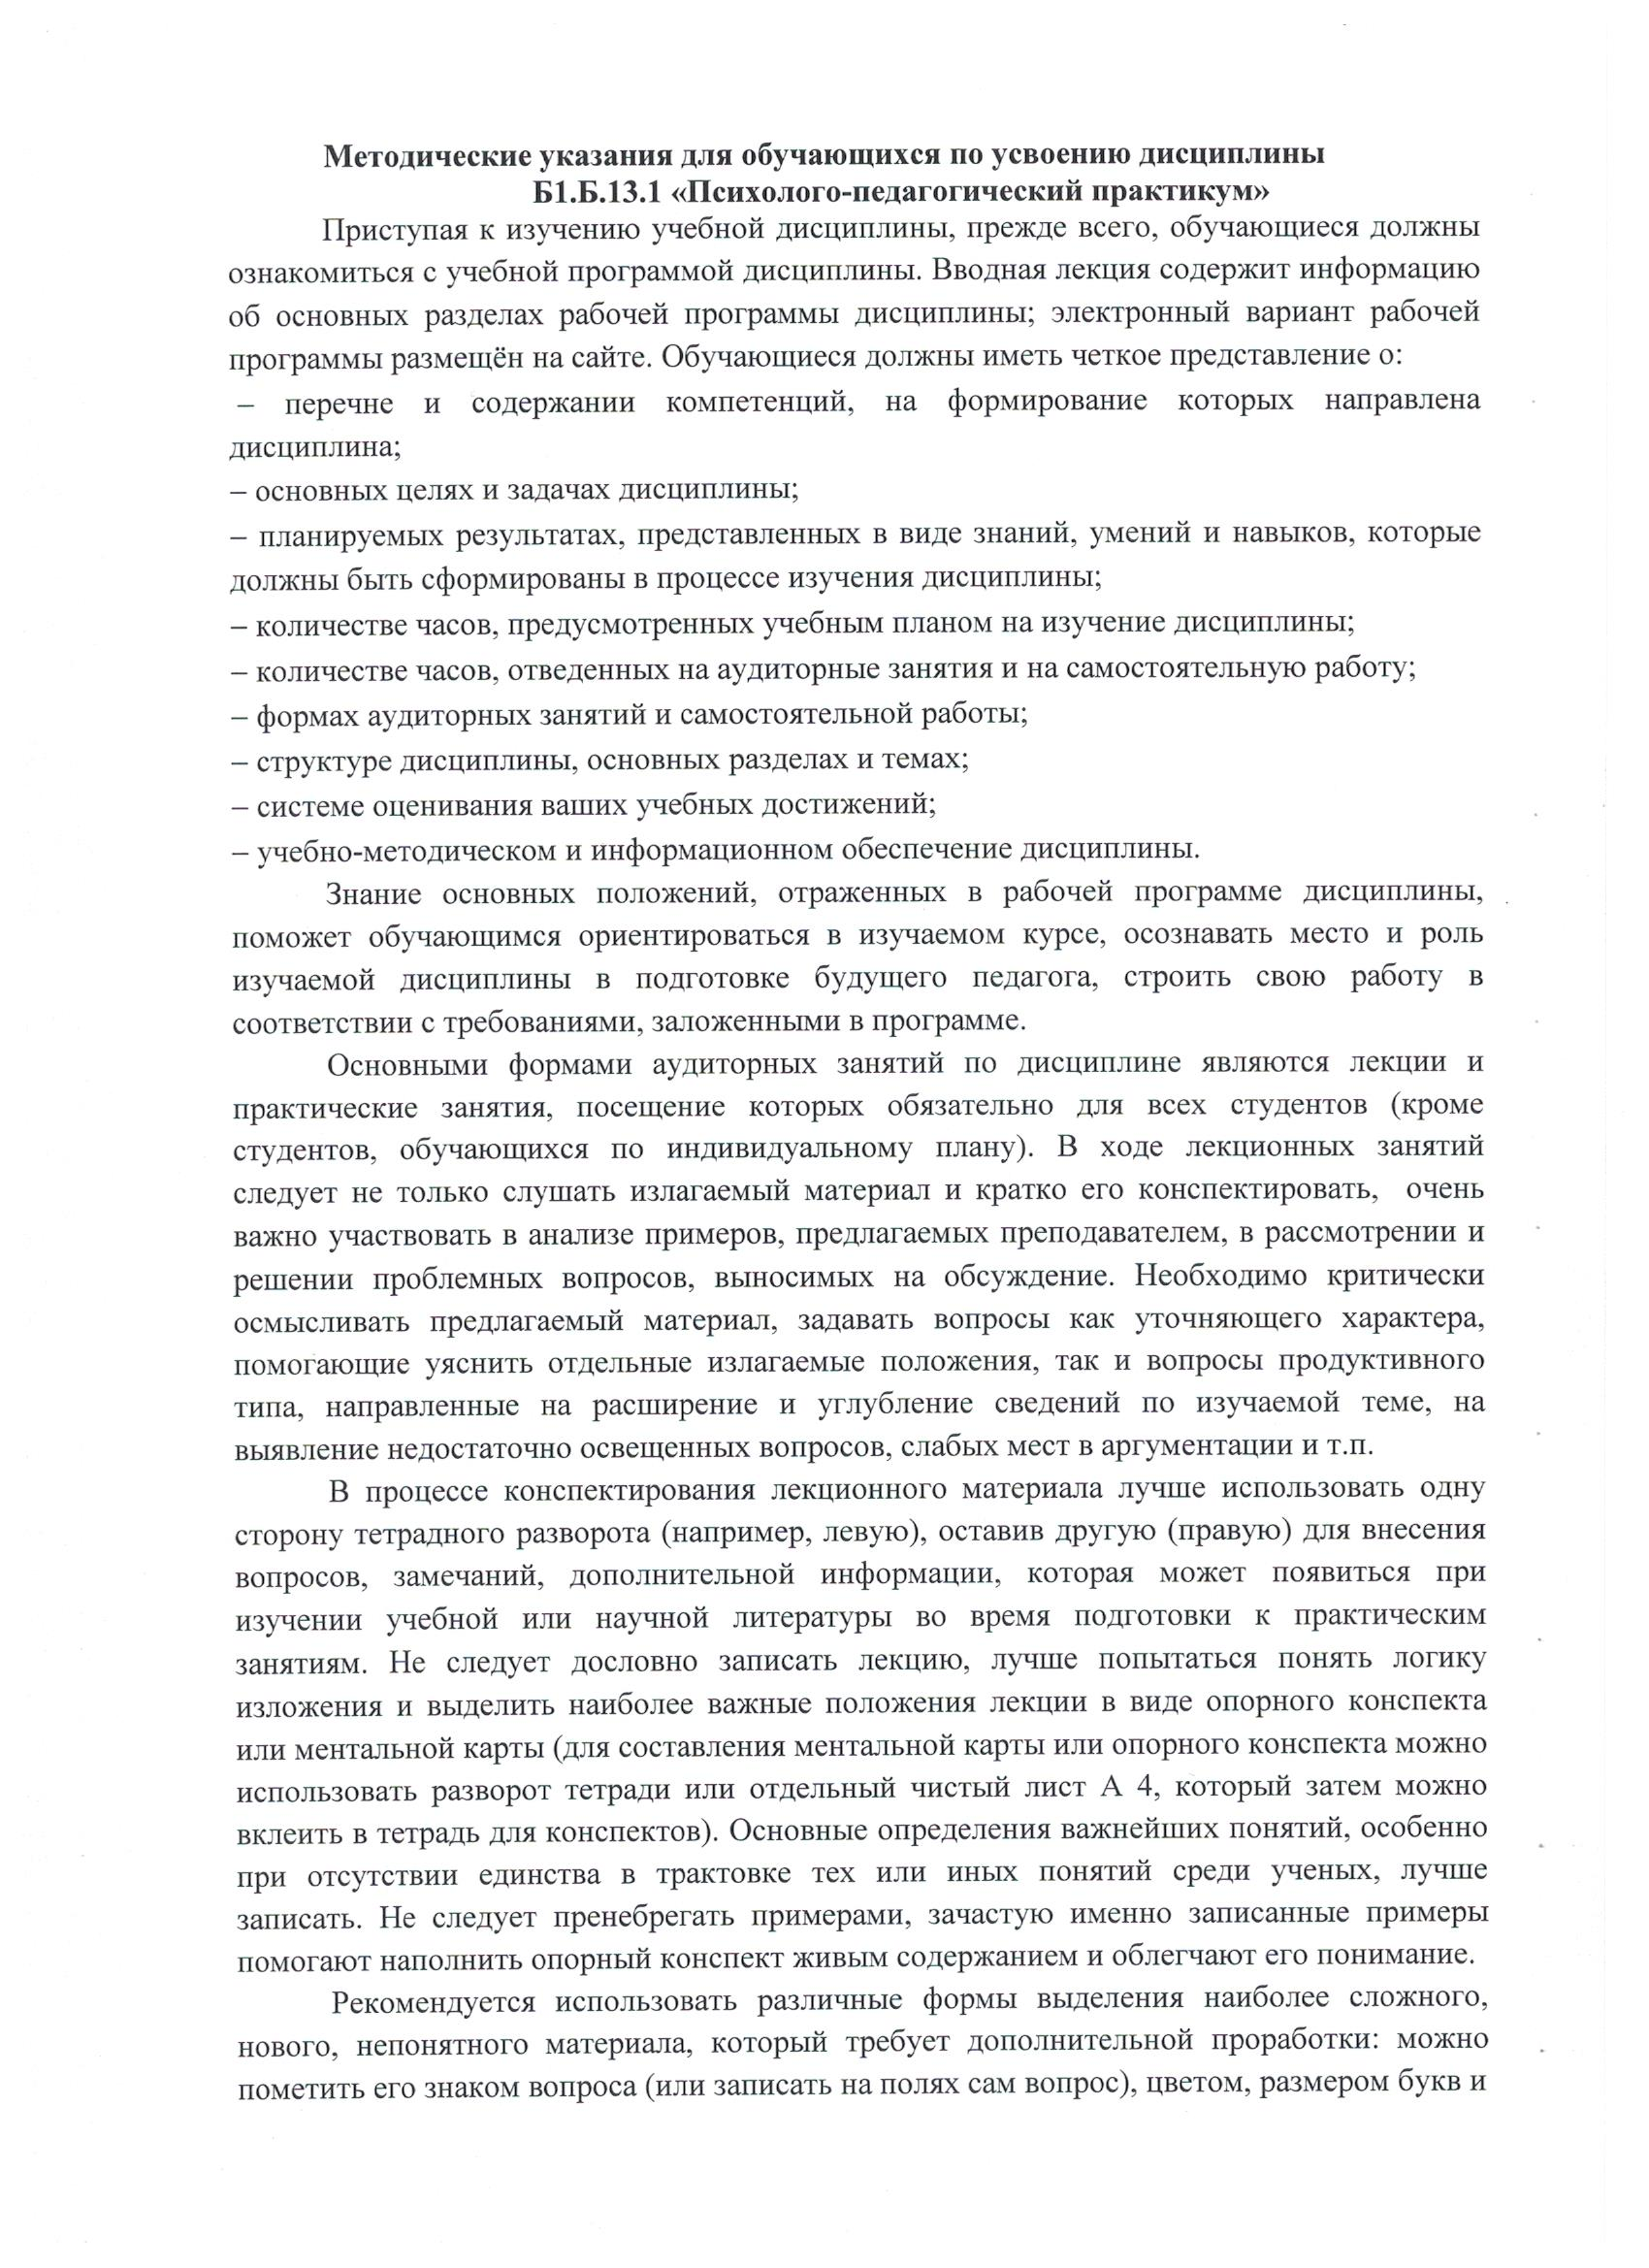 Методические указания для обучающихся по усвоению дисциплины
Б1.Б.13.1 «Психолого-педагогический практикум»
Приступая к изучению учебной дисциплины, прежде всего, обучающиеся должны
ознакомиться с учебной программой дисциплины. Вводная лекция содержит информацию
об основных разделах рабочей программы дисциплины; электронный вариант рабочей
программы размещён на сайте. Обучающиеся должны иметь четкое представление о:
– перечне и содержании компетенций, на формирование которых направлена
дисциплина;
– основных целях и задачах дисциплины;
– планируемых результатах, представленных в виде знаний, умений и навыков, которые
должны быть сформированы в процессе изучения дисциплины;
– количестве часов, предусмотренных учебным планом на изучение дисциплины;
– количестве часов, отведенных на аудиторные занятия и на самостоятельную работу;
– формах аудиторных занятий и самостоятельной работы;
– структуре дисциплины, основных разделах и темах;
– системе оценивания ваших учебных достижений;
– учебно-методическом и информационном обеспечение дисциплины.
Знание основных положений, отраженных в рабочей программе дисциплины,
поможет обучающимся ориентироваться в изучаемом курсе, осознавать место и роль
изучаемой дисциплины в подготовке будущего педагога, строить свою работу в
соответствии с требованиями, заложенными в программе.
Основными формами аудиторных занятий по дисциплине являются лекции и
практические занятия, посещение которых обязательно для всех студентов (кроме
студентов, обучающихся по индивидуальному плану). В ходе лекционных занятий
следует не только слушать излагаемый материал и кратко его конспектировать, очень
важно участвовать в анализе примеров, предлагаемых преподавателем, в рассмотрении и
решении проблемных вопросов, выносимых на обсуждение. Необходимо критически
осмысливать предлагаемый материал, задавать вопросы как уточняющего характера,
помогающие уяснить отдельные излагаемые положения, так и вопросы продуктивного
типа, направленные на расширение и углубление сведений по изучаемой теме, на
выявление недостаточно освещенных вопросов, слабых мест в аргументации и т.п.
В процессе конспектирования лекционного материала лучше использовать одну
сторону тетрадного разворота (например, левую), оставив другую (правую) для внесения
вопросов, замечаний, дополнительной информации, которая может появиться при
изучении учебной или научной литературы во время подготовки к практическим
занятиям. Не следует дословно записать лекцию, лучше попытаться понять логику
изложения и выделить наиболее важные положения лекции в виде опорного конспекта
или ментальной карты (для составления ментальной карты или опорного конспекта можно
использовать разворот тетради или отдельный чистый лист А 4, который затем можно
вклеить в тетрадь для конспектов). Основные определения важнейших понятий, особенно
при отсутствии единства в трактовке тех или иных понятий среди ученых, лучше
записать. Не следует пренебрегать примерами, зачастую именно записанные примеры
помогают наполнить опорный конспект живым содержанием и облегчают его понимание.
Рекомендуется использовать различные формы выделения наиболее сложного,
нового, непонятного материала, который требует дополнительной проработки: можно
пометить его знаком вопроса (или записать на полях сам вопрос), цветом, размером букв и